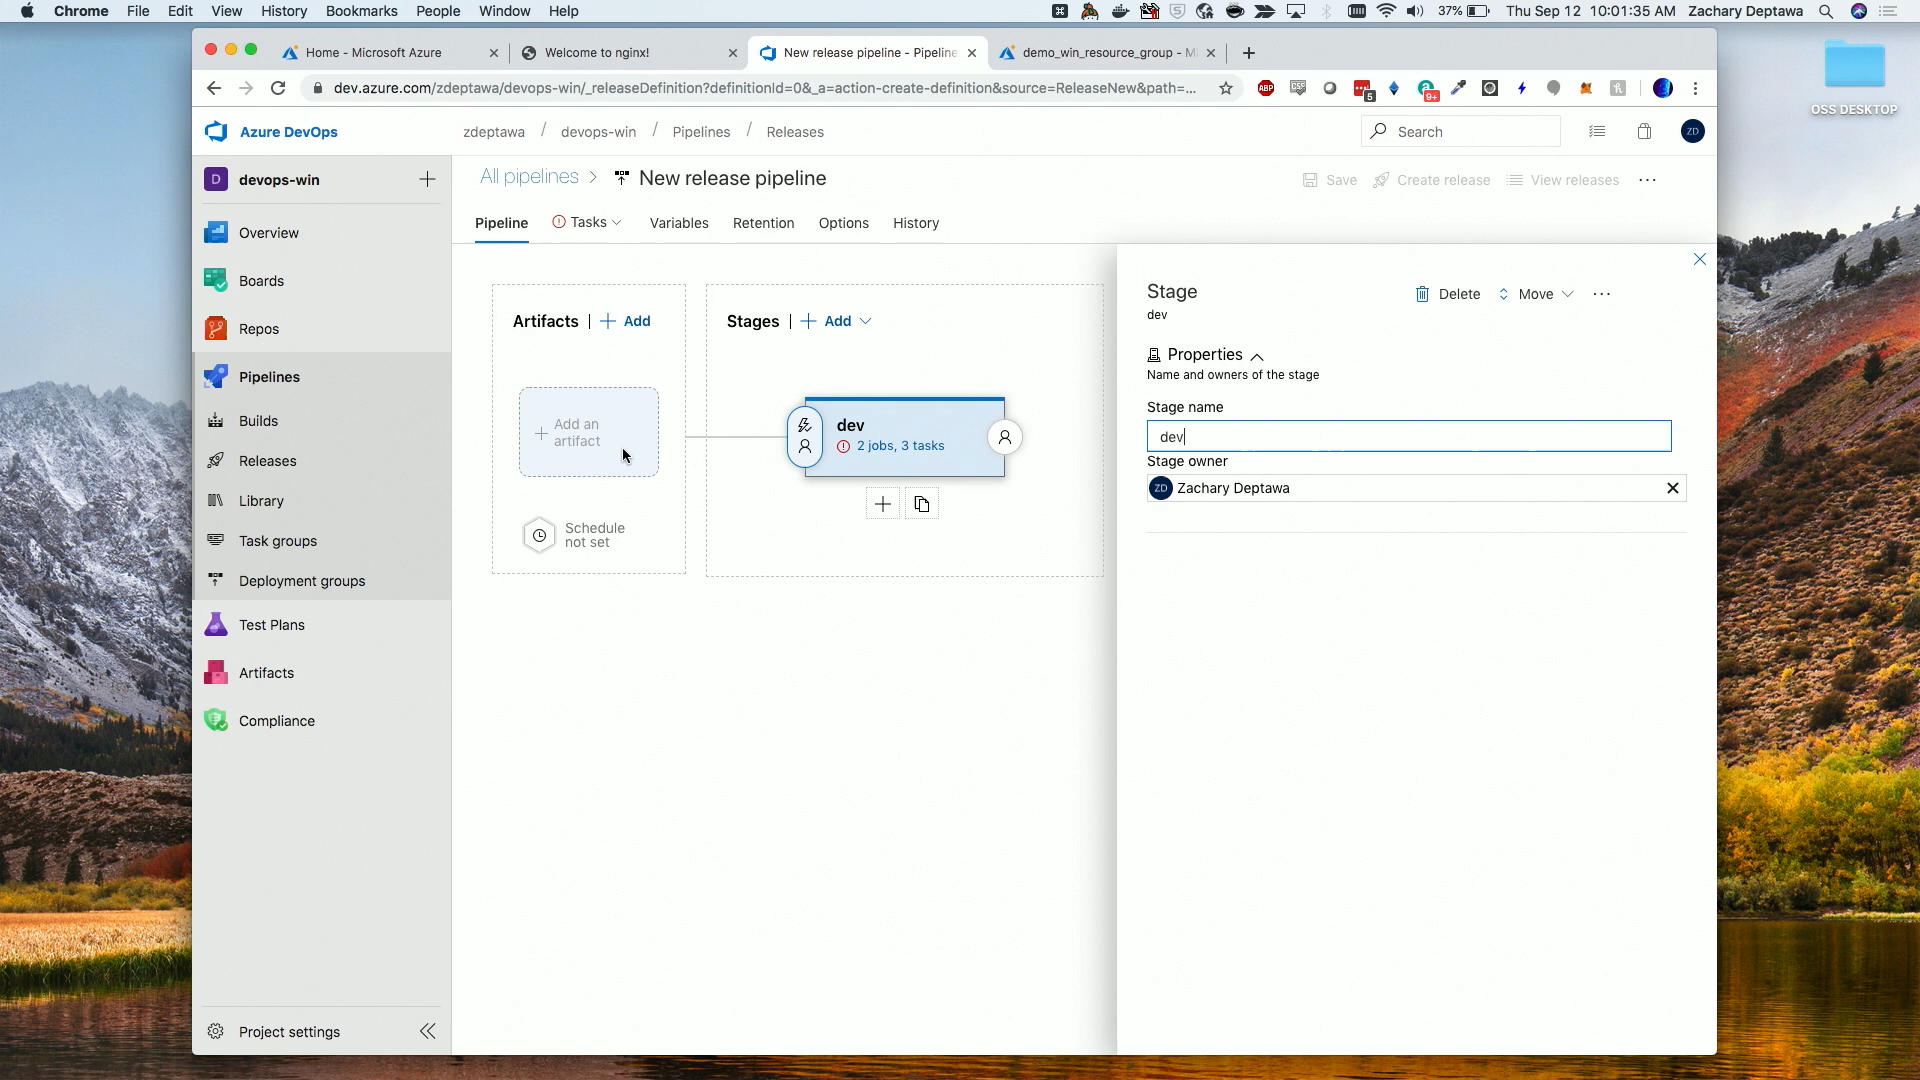 Chrome File Edit View History Bookmarks People Window Help 37% Thu Sep 12 10:01:35 AM Zachary Deptawa
Home - Microsoft Azure Welcome to nginx! New release pipeline - Pipeline demo_win_resource_group - Mi
dev.azure.com/zdeptawa/devops-win/_releaseDefinition?definitionId=0&_a=action-create-definition&source=ReleaseNew&path=... ABP CSS 5 9+
OSS DESKTOP
Azure DevOps zdeptawa / devops-win / Pipelines / Releases Search ZD
D devops-win
All pipelines > New release pipeline Save Create release View releases ...
Pipeline Tasks Variables Retention Options History
Overview
Boards
Repos
Pipelines
Builds
Releases
Library
Task groups
Deployment groups
Test Plans
Artifacts
Compliance
Project settings
Artifacts | + Add
Add an
artifact
Schedule
not set
Stages | + Add
dev
2 jobs, 3 tasks
Stage Delete Move ...
dev
Properties
Name and owners of the stage
Stage name
dev
Stage owner
ZD Zachary Deptawa